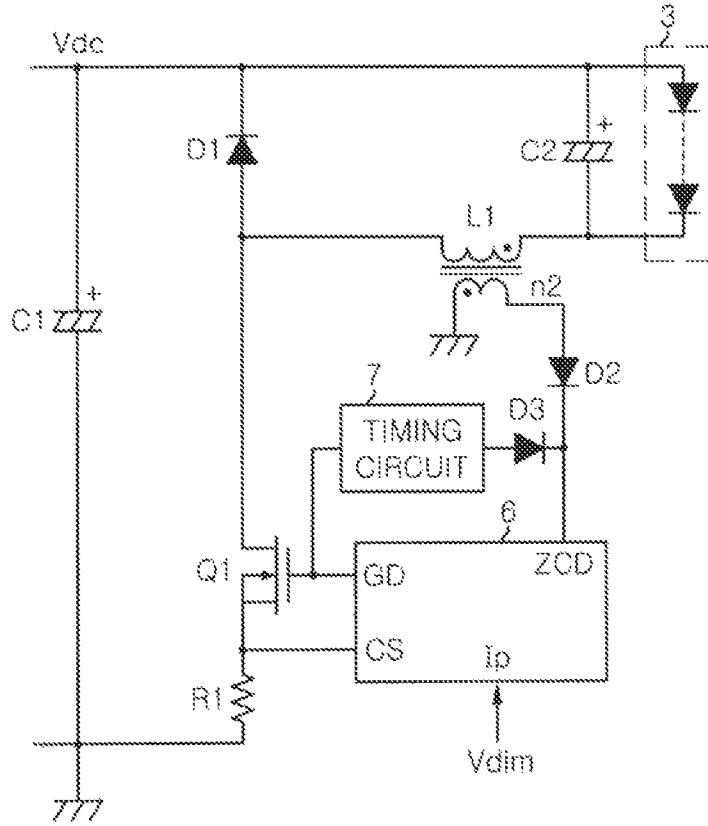 3
Vdc
D1
C2
+
L1
n2
C1
+
D2
7
D3
TIMING
CIRCUIT
6
Q1
GD
ZCD
CS
Ip
R1
Vdim